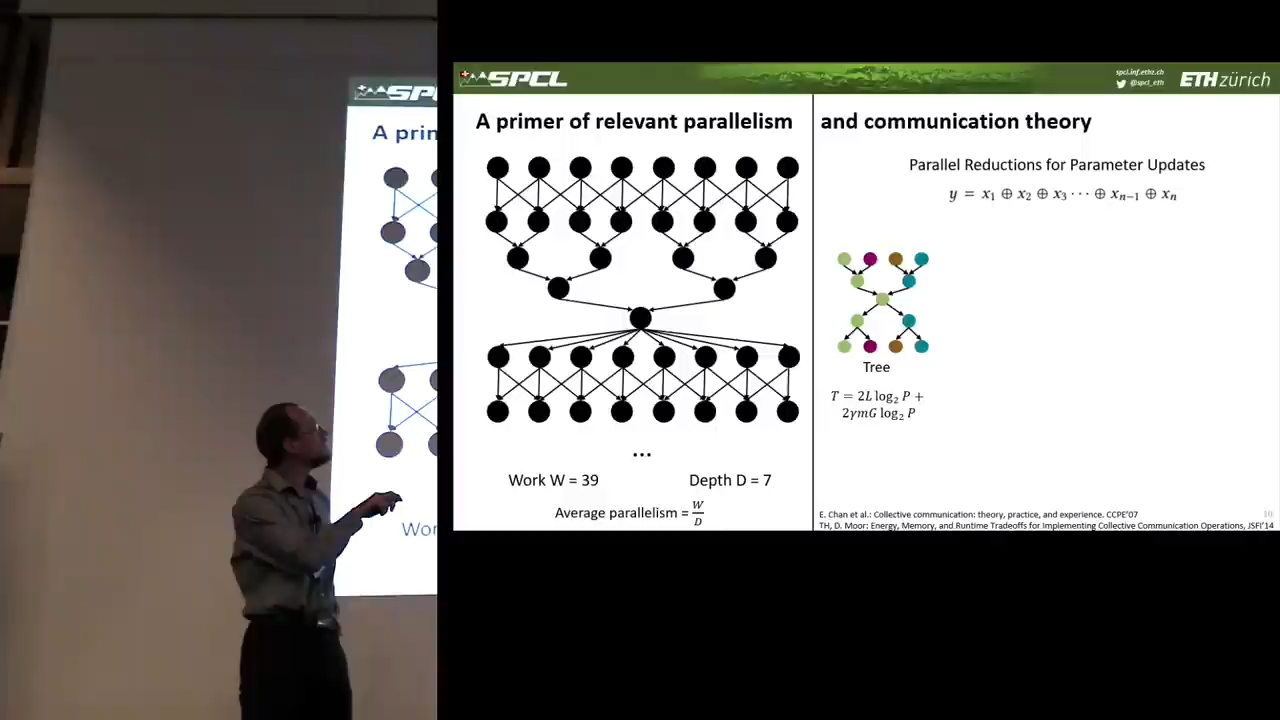 SPCL
A prin
Wor
SPCL
spcl.inf.ethz.ch
@spcl_eth
ETH zürich
A primer of relevant parallelism
and communication theory
Parallel Reductions for Parameter Updates
y = x₁ ⊕ x₂ ⊕ x₃ ⋯ ⊕ xₙ₋₁ ⊕ xₙ
Tree
T = 2L log₂ P +
2γmG log₂ P
...
Work W = 39
Depth D = 7
Average parallelism = W/D
E. Chan et al.: Collective communication: theory, practice, and experience. CCPE'07
TH, D. Moor: Energy, Memory, and Runtime Tradeoffs for Implementing Collective Communication Operations, JSFI'14
10